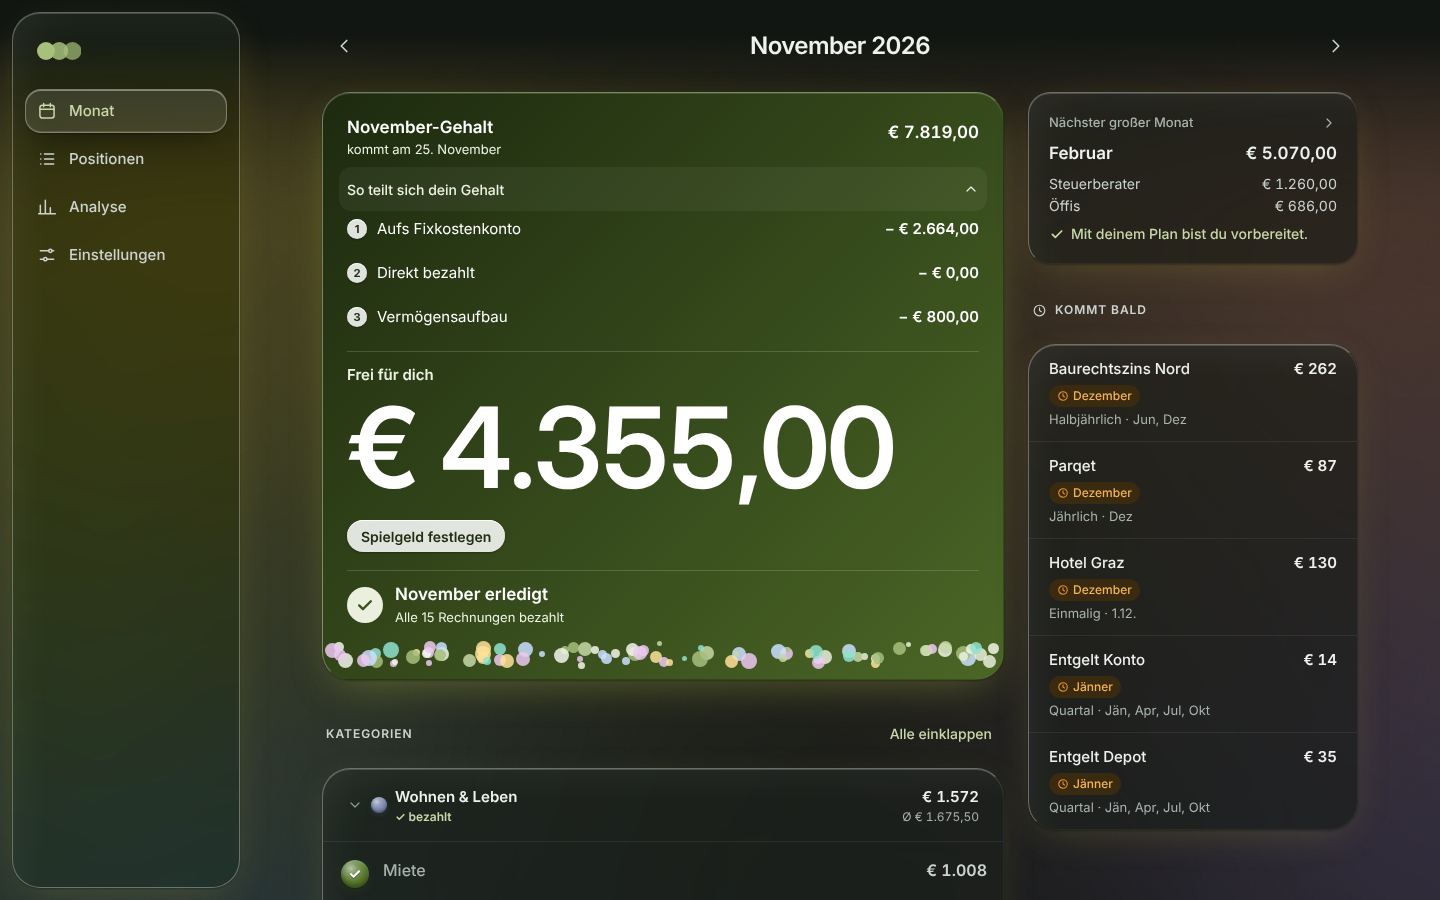 Monat
Positionen
Analyse
Einstellungen
November 2026
November-Gehalt
€ 7.819,00
kommt am 25. November
So teilt sich dein Gehalt
1 Aufs Fixkostenkonto – € 2.664,00
2 Direkt bezahlt – € 0,00
3 Vermögensaufbau – € 800,00
Frei für dich
€ 4.355,00
Spielgeld festlegen
November erledigt
Alle 15 Rechnungen bezahlt
KATEGORIEN
Alle einklappen
Wohnen & Leben € 1.572
bezahlt Ø € 1.675,50
Miete € 1.008
Nächster großer Monat
Februar € 5.070,00
Steuerberater € 1.260,00
Öffis € 686,00
Mit deinem Plan bist du vorbereitet.
KOMMT BALD
Baurechtszins Nord € 262
Dezember
Halbjährlich · Jun, Dez
Parqet € 87
Dezember
Jährlich · Dez
Hotel Graz € 130
Dezember
Einmalig · 1.12.
Entgelt Konto € 14
Jänner
Quartal · Jän, Apr, Jul, Okt
Entgelt Depot € 35
Jänner
Quartal · Jän, Apr, Jul, Okt